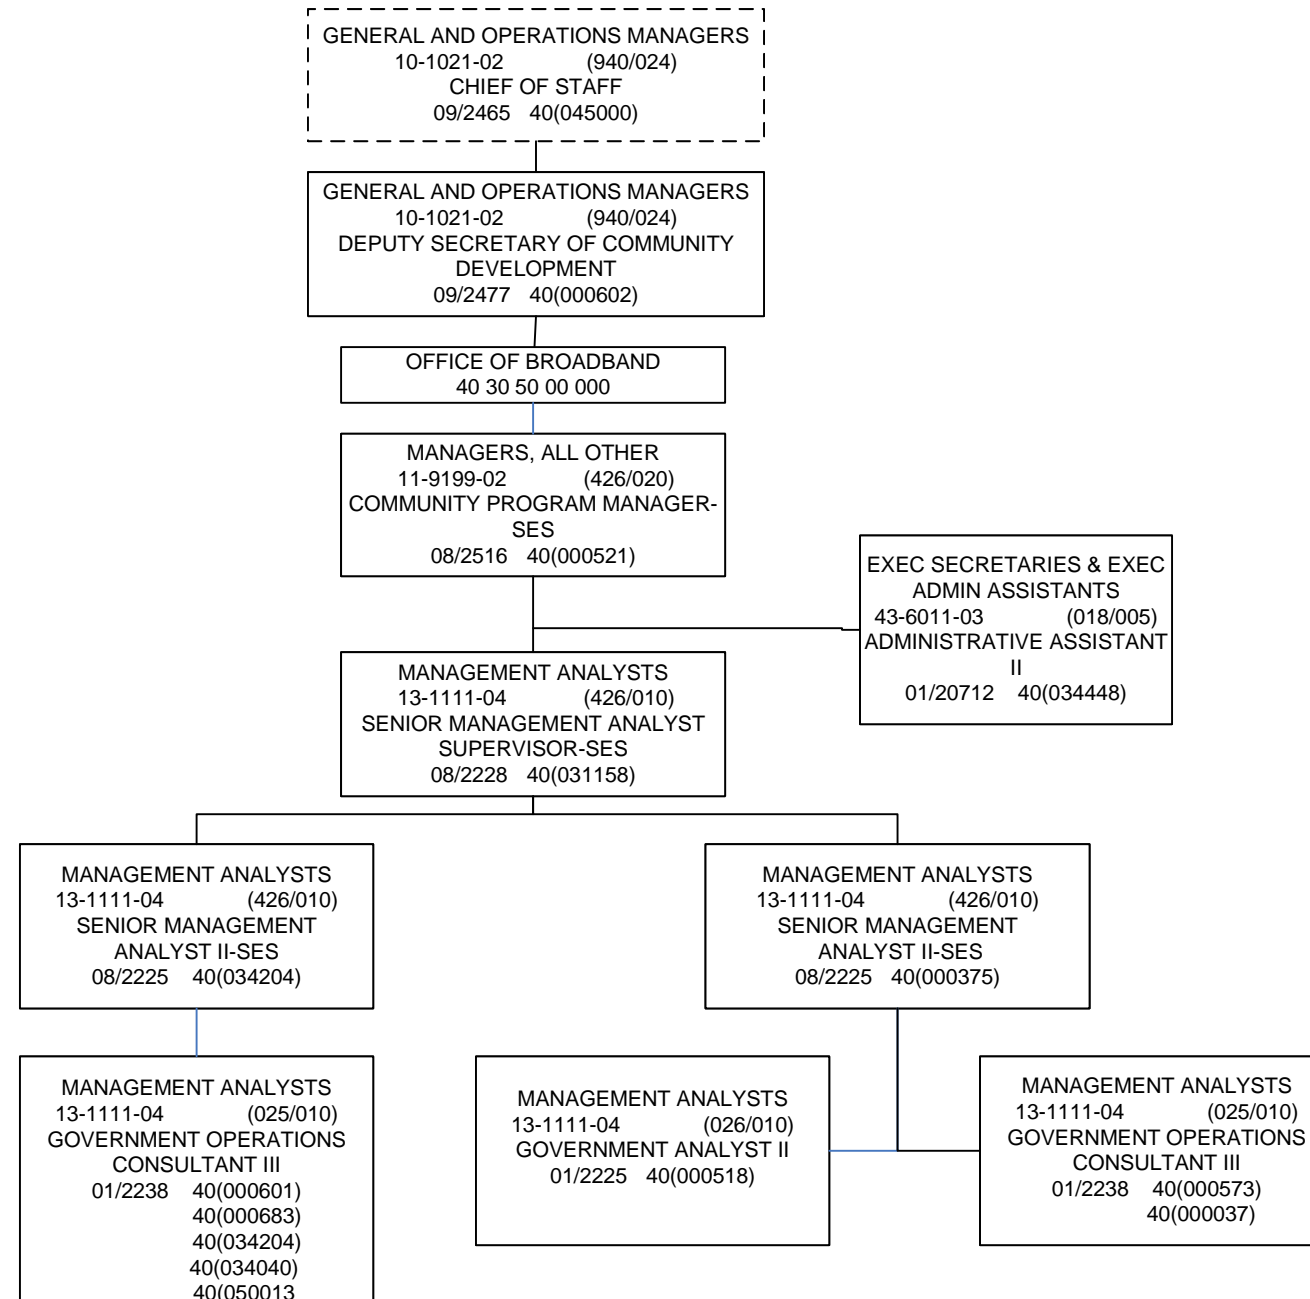 GENERAL AND OPERATIONS MANAGERS
10-1021-02 (940/024)
CHIEF OF STAFF
09/2465 40(045000)
GENERAL AND OPERATIONS MANAGERS
10-1021-02 (940/024)
DEPUTY SECRETARY OF COMMUNITY
DEVELOPMENT
09/2477 40(000602)
OFFICE OF BROADBAND
40 30 50 00 000
MANAGERS, ALL OTHER
11-9199-02 (426/020)
COMMUNITY PROGRAM MANAGER-
SES
08/2516 40(000521)
EXEC SECRETARIES & EXEC
ADMIN ASSISTANTS
43-6011-03 (018/005)
ADMINISTRATIVE ASSISTANT
II
01/20712 40(034448)
MANAGEMENT ANALYSTS
13-1111-04 (426/010)
SENIOR MANAGEMENT ANALYST
SUPERVISOR-SES
08/2228 40(031158)
MANAGEMENT ANALYSTS
13-1111-04 (426/010)
SENIOR MANAGEMENT
ANALYST II-SES
08/2225 40(034204)
MANAGEMENT ANALYSTS
13-1111-04 (426/010)
SENIOR MANAGEMENT
ANALYST II-SES
08/2225 40(000375)
MANAGEMENT ANALYSTS
13-1111-04 (025/010)
GOVERNMENT OPERATIONS
CONSULTANT III
01/2238 40(000601)
40(000683)
40(034204)
40(034040)
40(050013
MANAGEMENT ANALYSTS
13-1111-04 (026/010)
GOVERNMENT ANALYST II
01/2225 40(000518)
MANAGEMENT ANALYSTS
13-1111-04 (025/010)
GOVERNMENT OPERATIONS
CONSULTANT III
01/2238 40(000573)
40(000037)